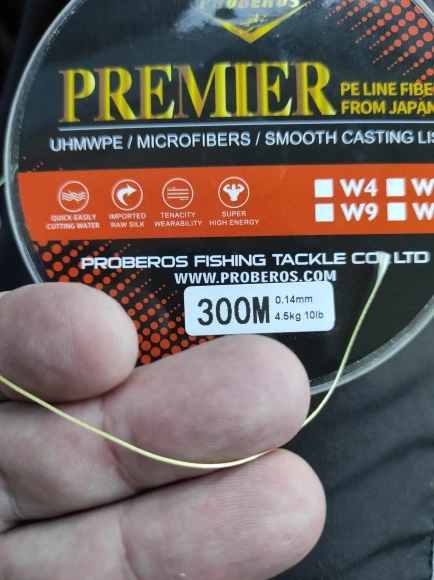 PROBEROS
PREMIER
PE LINE FIBE
FROM JAPAN
UHMWPE / MICROFIBERS / SMOOTH CASTING LIS
QUICK-EASILY
CUTTING WATER
IMPORTED
RAW SILK
TENACITY
WEARABILITY
SUPER
HIGH ENERGY
W4 W
W9 W
PROBEROS FISHING TACKLE CO., LTD
WWW.PROBEROS.COM
300M
0.14mm
4.5kg 10lb